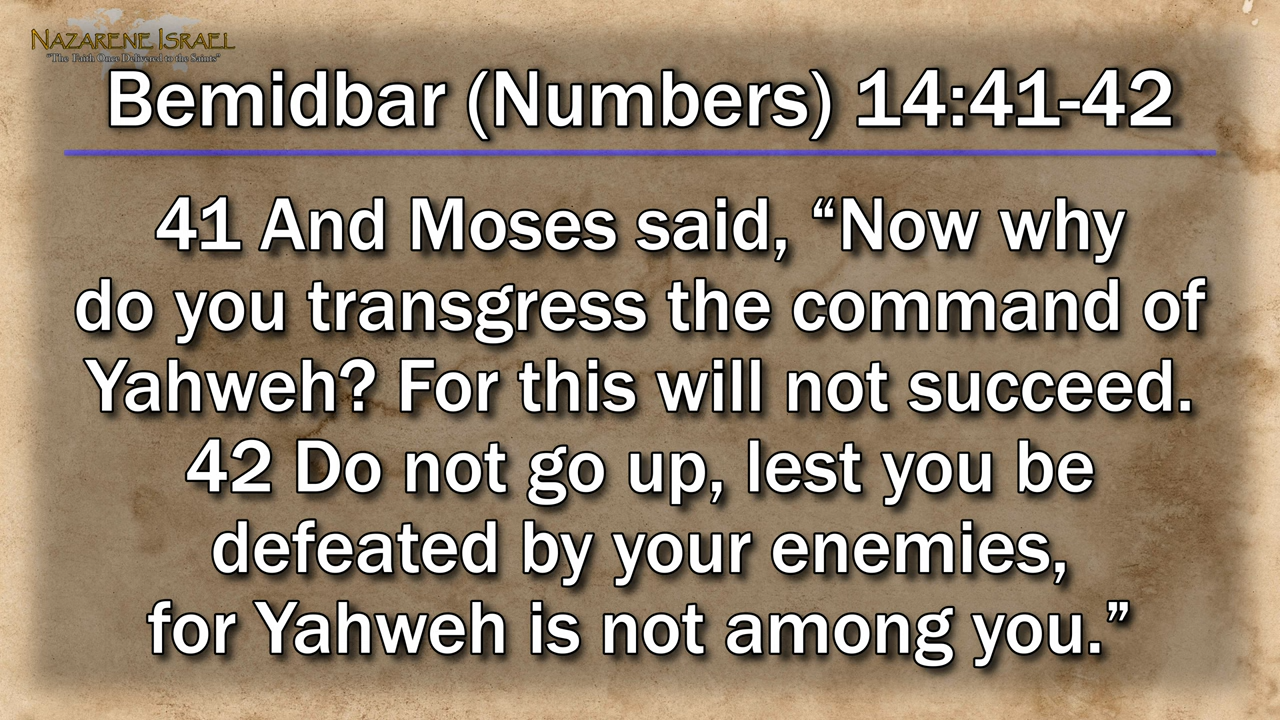 NAZARENE ISRAEL
"The Faith Once Delivered to the Saints"
Bemidbar (Numbers) 14:41-42
41 And Moses said, “Now why
do you transgress the command of
Yahweh? For this will not succeed.
42 Do not go up, lest you be
defeated by your enemies,
for Yahweh is not among you.”